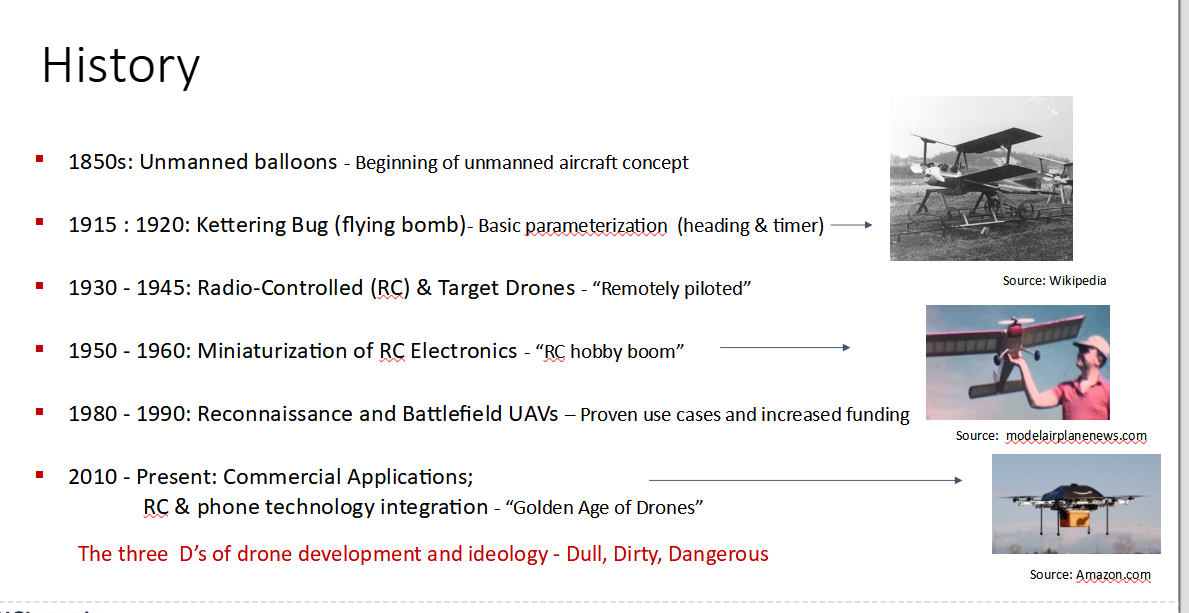 History
1850s: Unmanned balloons - Beginning of unmanned aircraft concept
1915 : 1920: Kettering Bug (flying bomb)- Basic parameterization (heading & timer)
Source: Wikipedia
1930 - 1945: Radio-Controlled (RC) & Target Drones - “Remotely piloted”
1950 - 1960: Miniaturization of RC Electronics - “RC hobby boom”
1980 - 1990: Reconnaissance and Battlefield UAVs – Proven use cases and increased funding
Source: modelairplanenews.com
2010 - Present: Commercial Applications;
RC & phone technology integration - “Golden Age of Drones”
The three D’s of drone development and ideology - Dull, Dirty, Dangerous
Source: Amazon.com